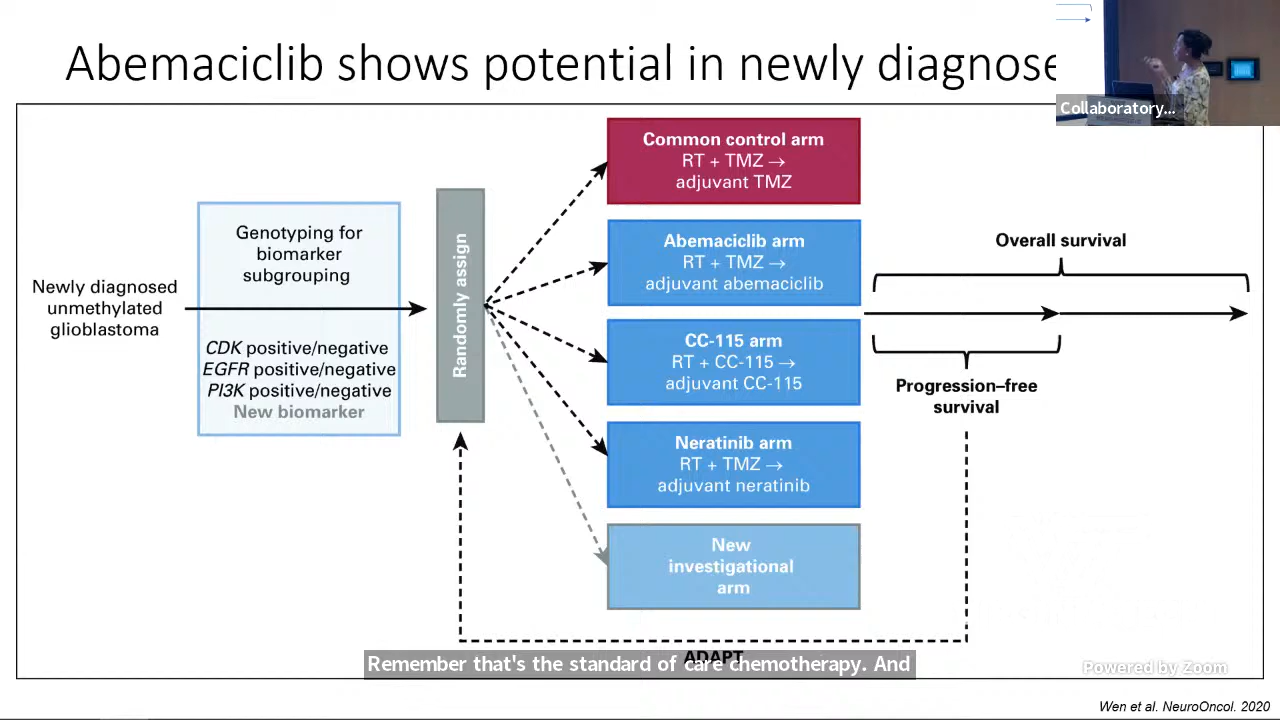 Abemaciclib shows potential in newly diagnose
Collaboratory...
Newly diagnosed
unmethylated
glioblastoma
Genotyping for
biomarker
subgrouping
CDK positive/negative
EGFR positive/negative
PI3K positive/negative
New biomarker
Randomly assign
Common control arm
RT + TMZ →
adjuvant TMZ
Abemaciclib arm
RT + TMZ →
adjuvant abemaciclib
CC-115 arm
RT + CC-115 →
adjuvant CC-115
Neratinib arm
RT + TMZ →
adjuvant neratinib
New
investigational
arm
Overall survival
Progression–free
survival
ADAPT
Remember that's the standard of care chemotherapy. And
Powered by Zoom
Wen et al. NeuroOncol. 2020